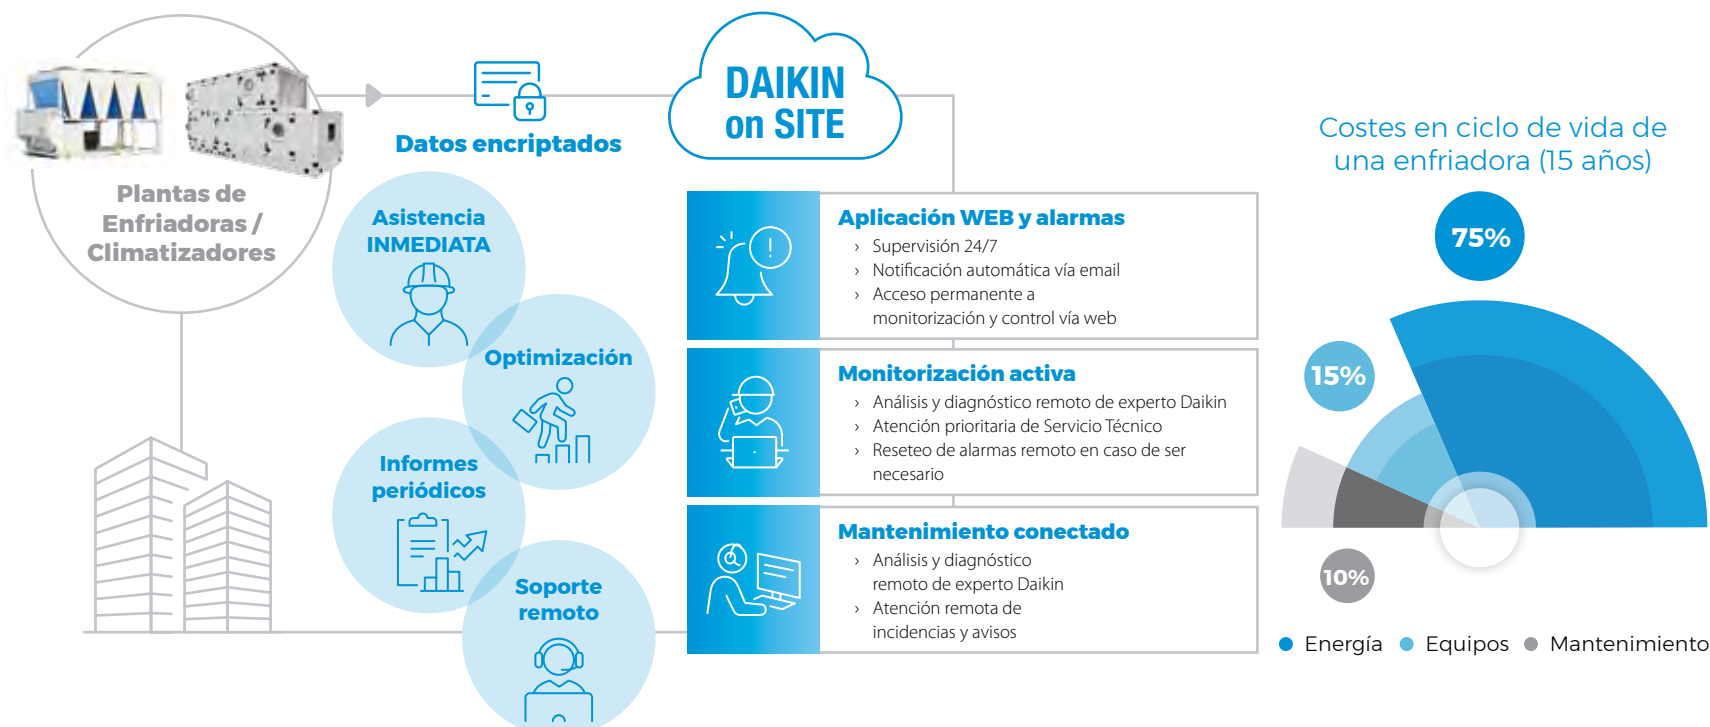 Plantas de
Enfriadoras /
Climatizadores
Datos encriptados
DAIKIN
on SITE
Asistencia
INMEDIATA
Optimización
Informes
periódicos
Soporte
remoto
Aplicación WEB y alarmas
› Supervisión 24/7
› Notificación automática vía email
› Acceso permanente a
monitorización y control vía web
Monitorización activa
› Análisis y diagnóstico remoto de experto Daikin
› Atención prioritaria de Servicio Técnico
› Reseteo de alarmas remoto en caso de ser
necesario
Mantenimiento conectado
› Análisis y diagnóstico
remoto de experto Daikin
› Atención remota de
incidencias y avisos
Costes en ciclo de vida de
una enfriadora (15 años)
75%
15%
10%
Energía Equipos Mantenimiento